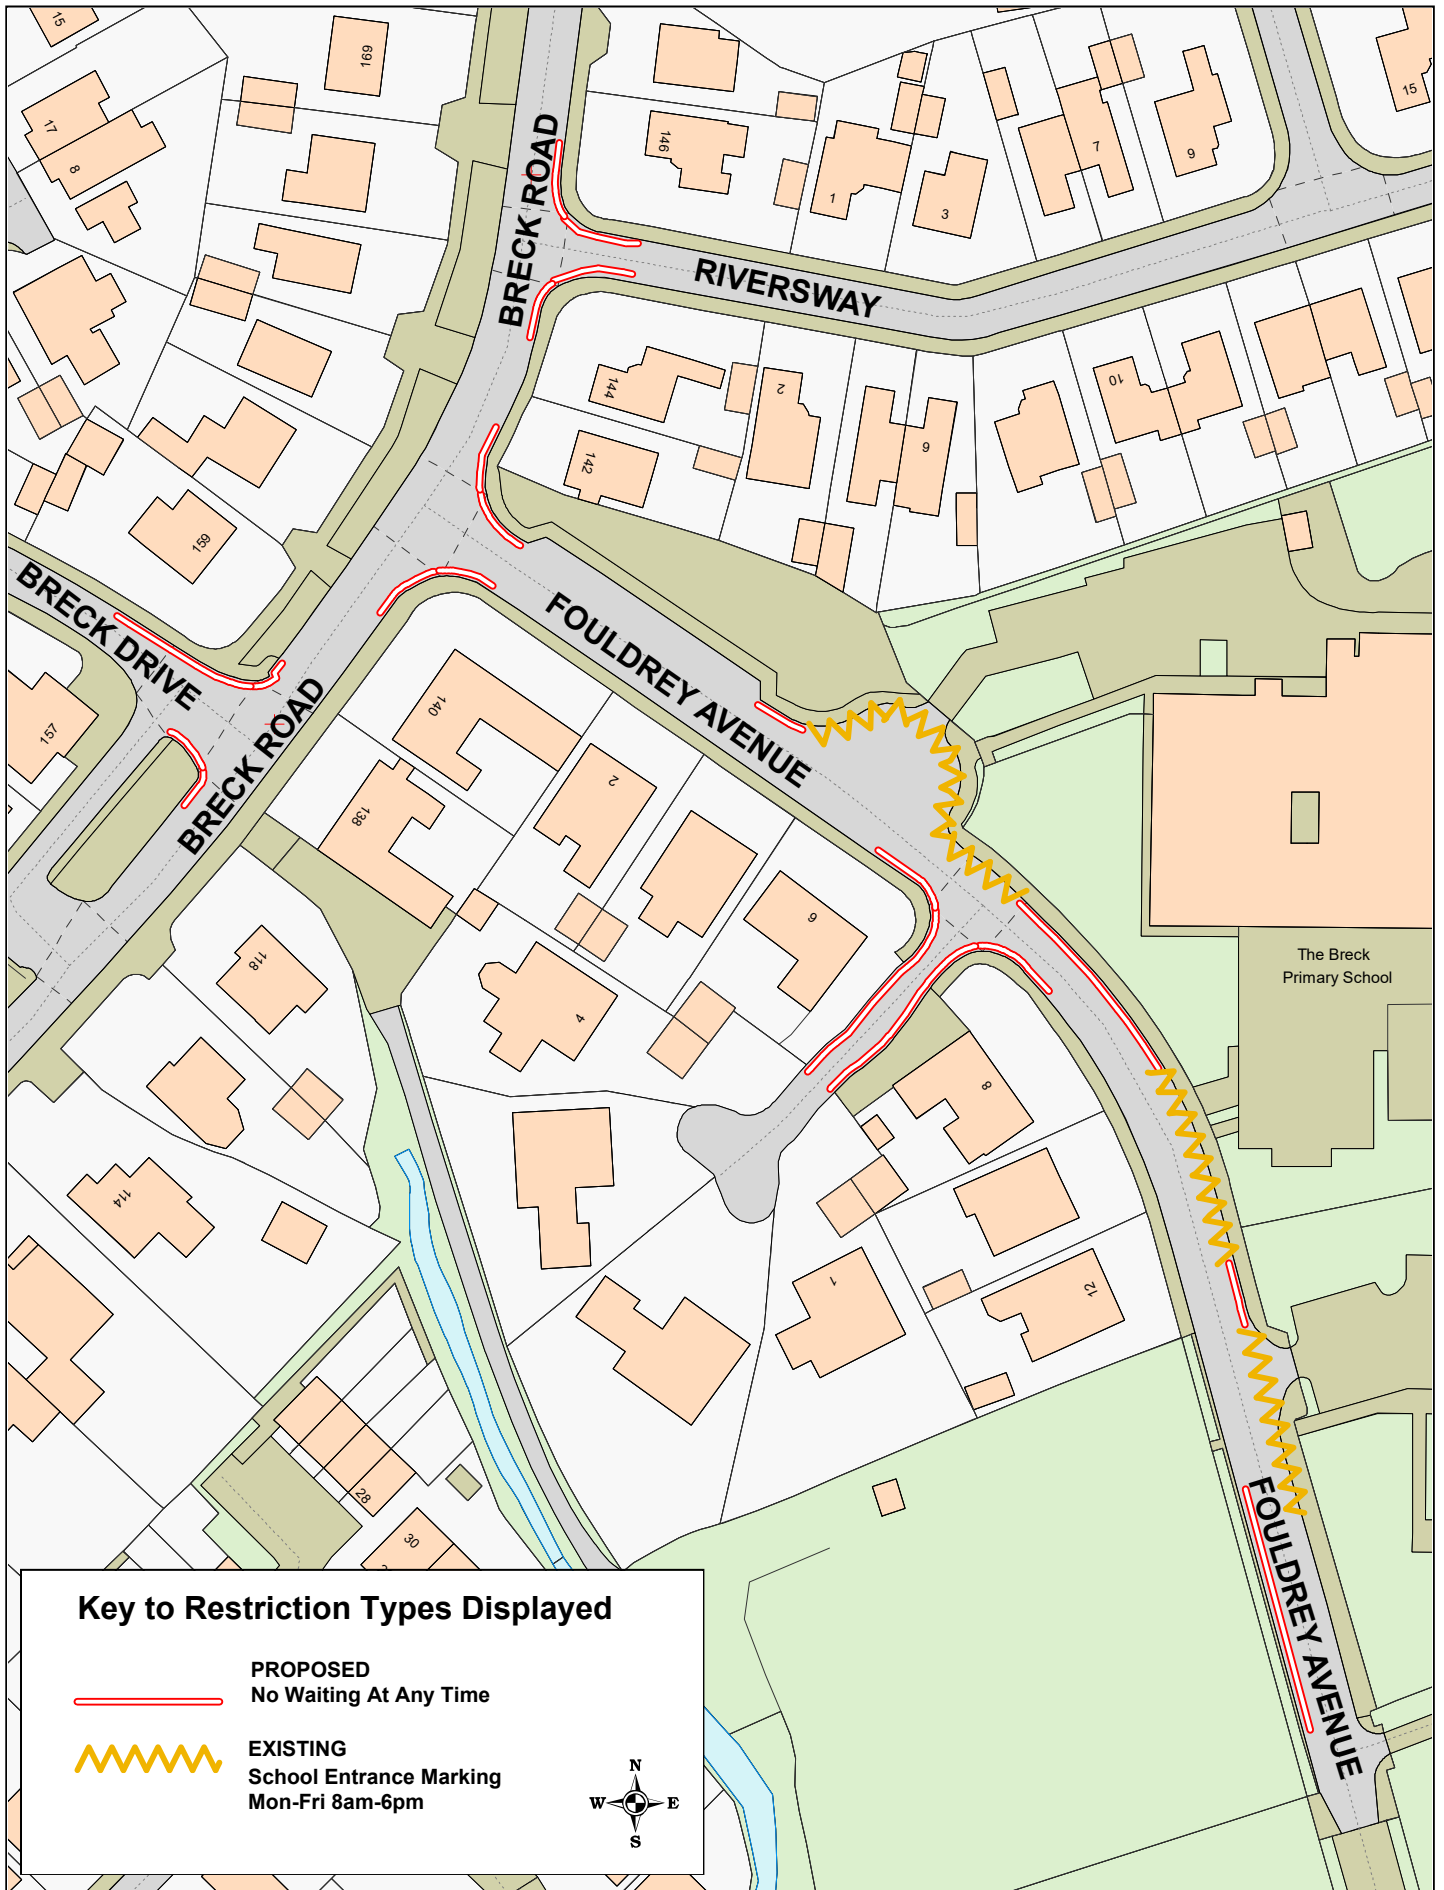 15
169
17
8
146
1
3
7
9
15
BRECK ROAD
RIVERSWAY
144
142
2
6
10
159
BRECK DRIVE
FOULDREY AVENUE
157
BRECK ROAD
140
138
2
6
118
4
8
The Breck
Primary School
114
1
12
28
30
FOULDREY AVENUE
Key to Restriction Types Displayed
PROPOSED
No Waiting At Any Time
EXISTING
School Entrance Marking
Mon-Fri 8am-6pm
N
W
E
S